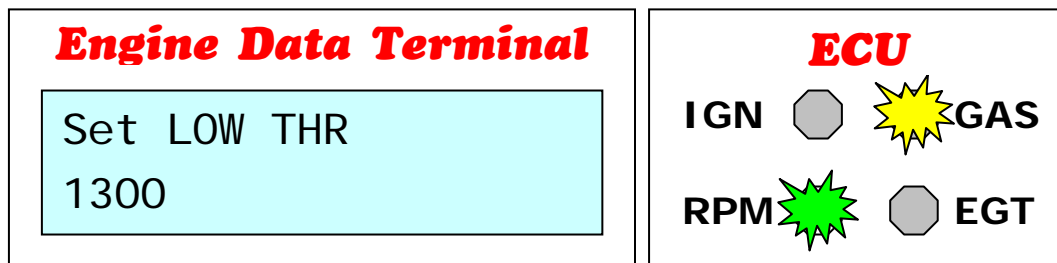 Engine Data Terminal
Set LOW THR
1300
ECU
IGN GAS
RPM EGT